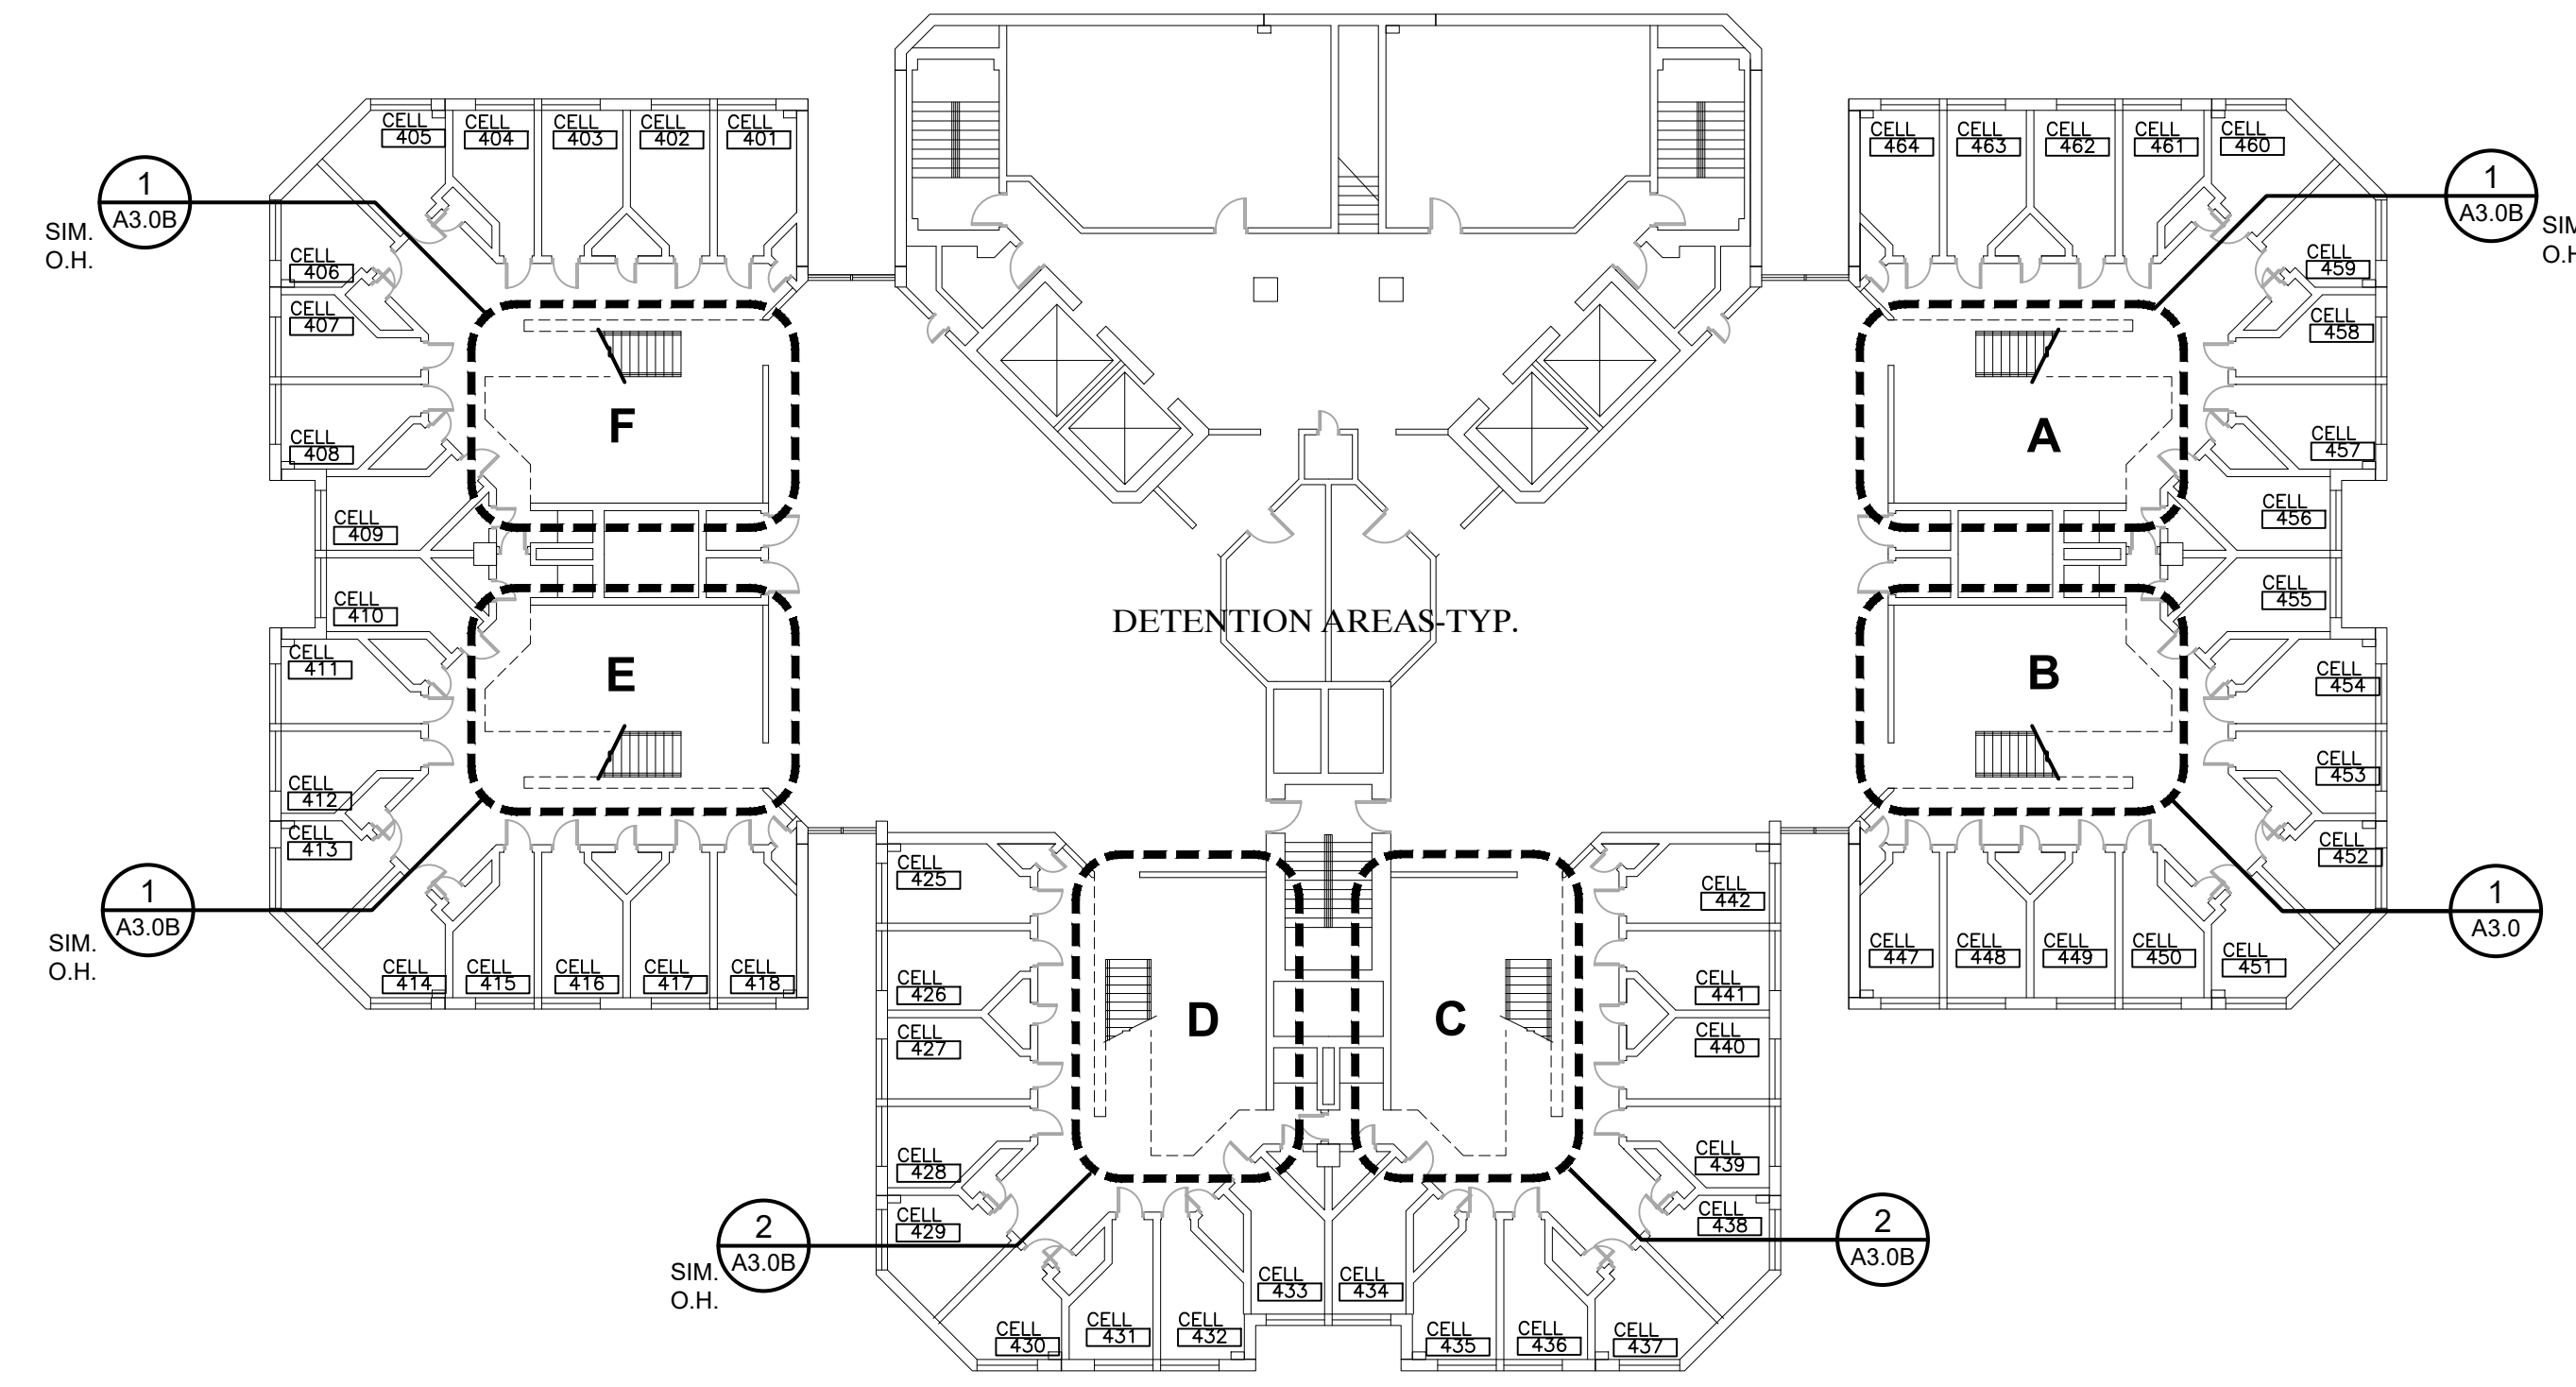 CELL
405
CELL
404
CELL
403
CELL
402
CELL
401
CELL
464
CELL
463
CELL
462
CELL
461
CELL
460
1
A3.0B
SIM.
O.H.
1
A3.0B
CELL
406
CELL
407
CELL
408
CELL
459
CELL
458
CELL
457
F
A
CELL
409
CELL
410
CELL
456
CELL
455
DETENTION AREAS-TYP.
E
B
CELL
411
CELL
412
CELL
413
CELL
454
CELL
453
CELL
452
1
A3.0B
SIM.
O.H.
1
A3.0
CELL
414
CELL
415
CELL
416
CELL
417
CELL
418
CELL
447
CELL
448
CELL
449
CELL
450
CELL
451
CELL
425
CELL
426
CELL
427
CELL
428
CELL
429
D
C
CELL
442
CELL
441
CELL
440
CELL
439
CELL
438
2
A3.0B
SIM.
O.H.
2
A3.0B
CELL
430
CELL
431
CELL
432
CELL
433
CELL
434
CELL
435
CELL
436
CELL
437